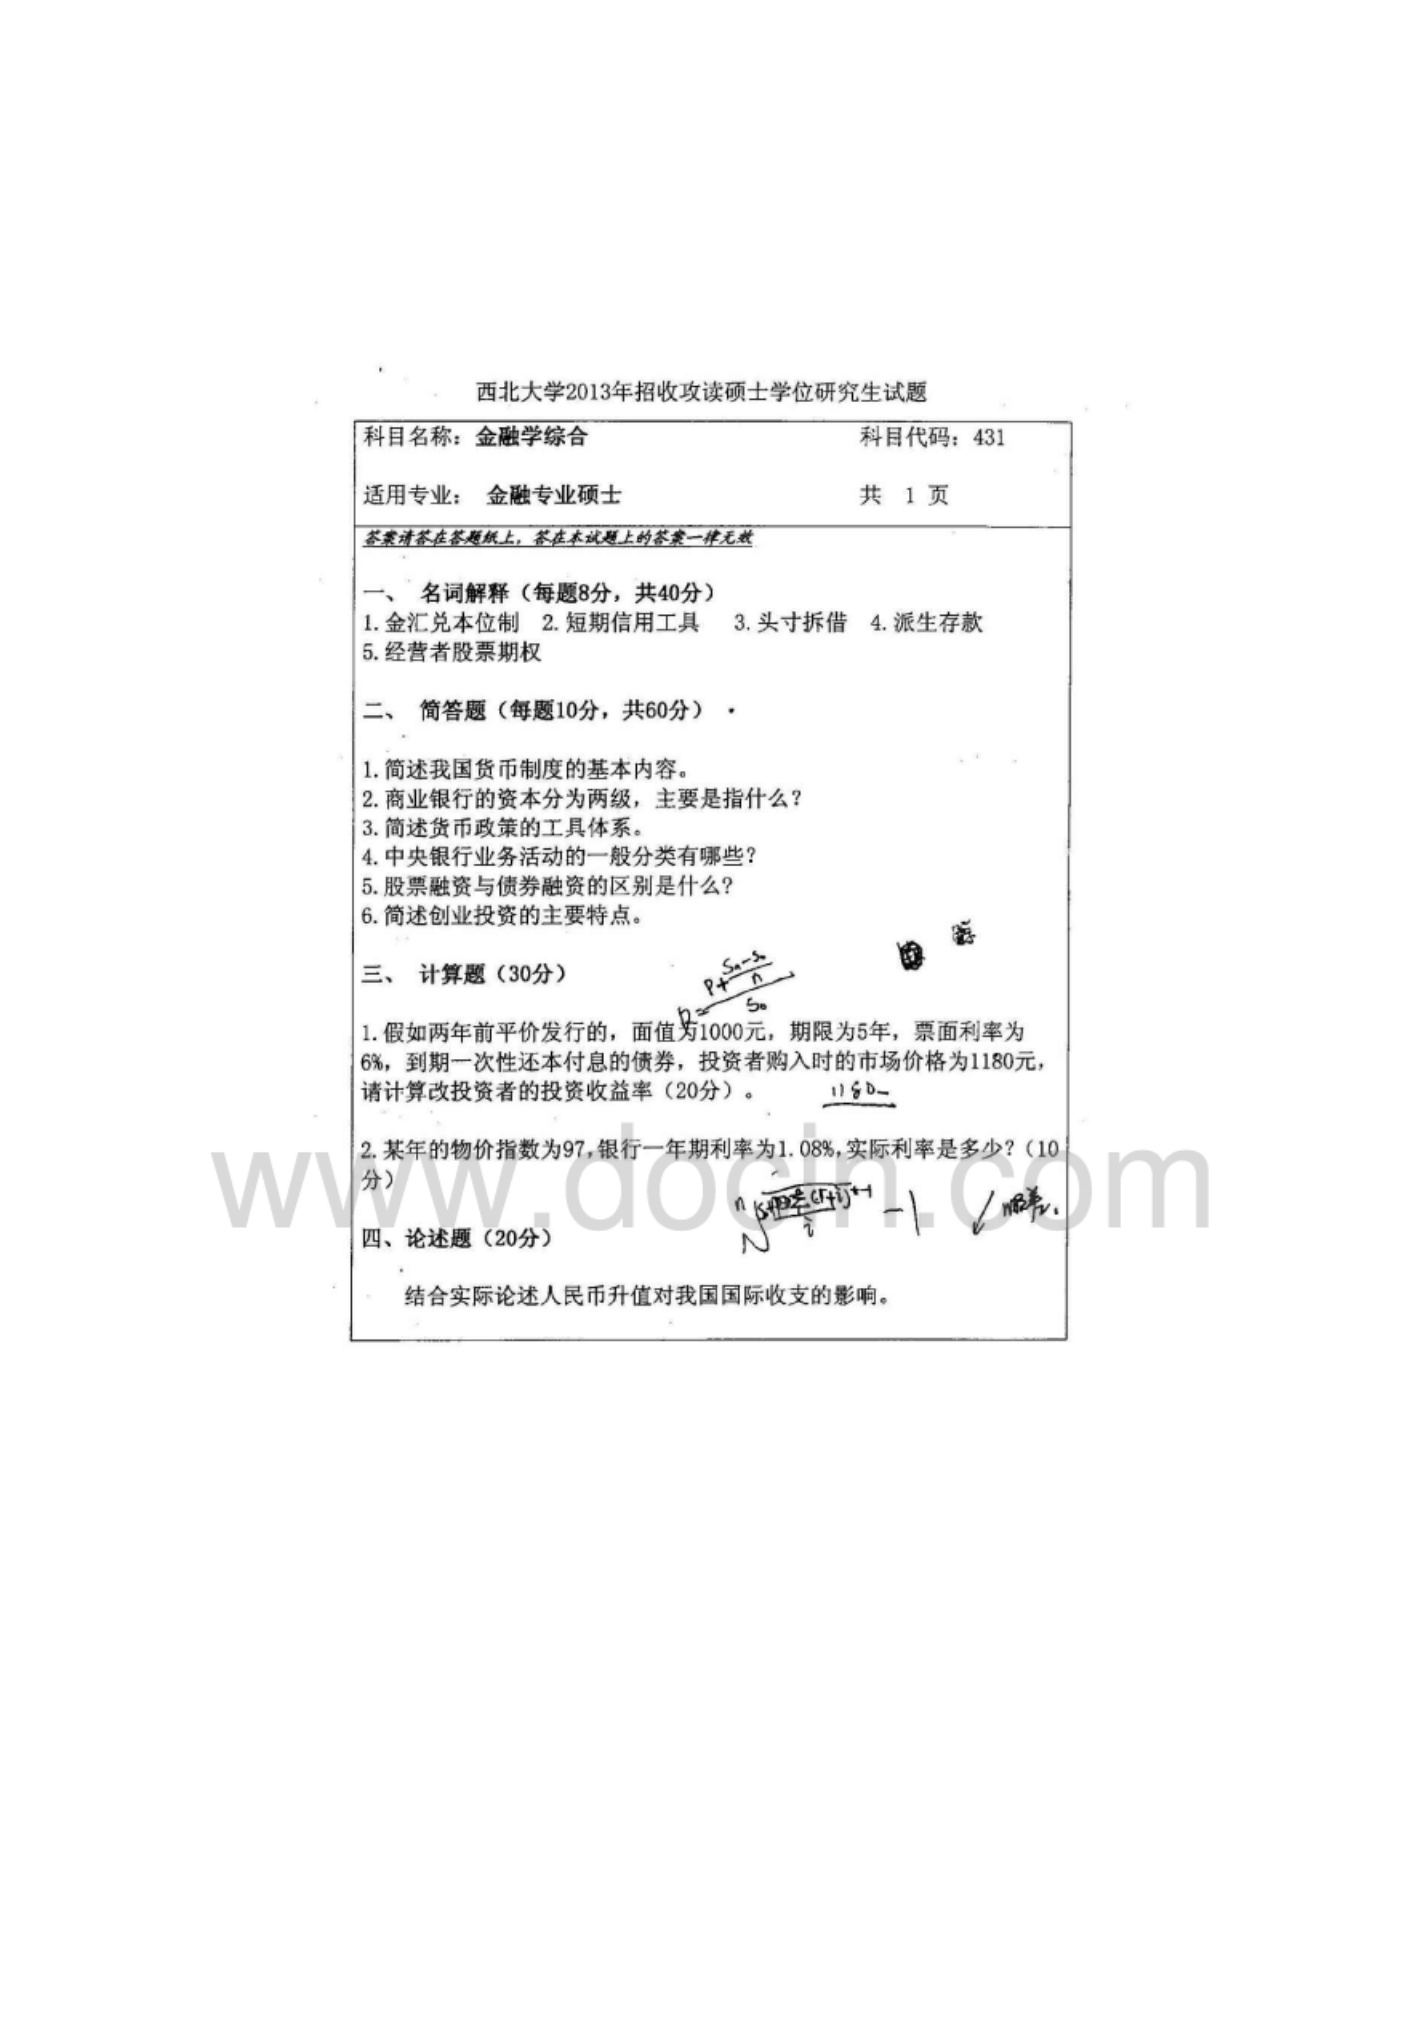 西北大学2013年招收攻读硕士学位研究生试题
科目名称：金融学综合 科目代码：431
适用专业： 金融专业硕士 共 1 页
答案请答在答题纸上，答在本试题上的答案一律无效
一、 名词解释（每题8分，共40分）
1.金汇兑本位制 2.短期信用工具 3.头寸拆借 4.派生存款
5.经营者股票期权
二、 简答题（每题10分，共60分）
1.简述我国货币制度的基本内容。
2.商业银行的资本分为两级，主要是指什么？
3.简述货币政策的工具体系。
4.中央银行业务活动的一般分类有哪些？
5.股票融资与债券融资的区别是什么？
6.简述创业投资的主要特点。
三、 计算题（30分）
1.假如两年前平价发行的，面值为1000元，期限为5年，票面利率为
6%，到期一次性还本付息的债券，投资者购入时的市场价格为1180元，
请计算改投资者的投资收益率（20分）。
1180
2.某年的物价指数为97,银行一年期利率为1.08%,实际利率是多少？（10
分）
www.docin.com
四、论述题（20分）
结合实际论述人民币升值对我国国际收支的影响。